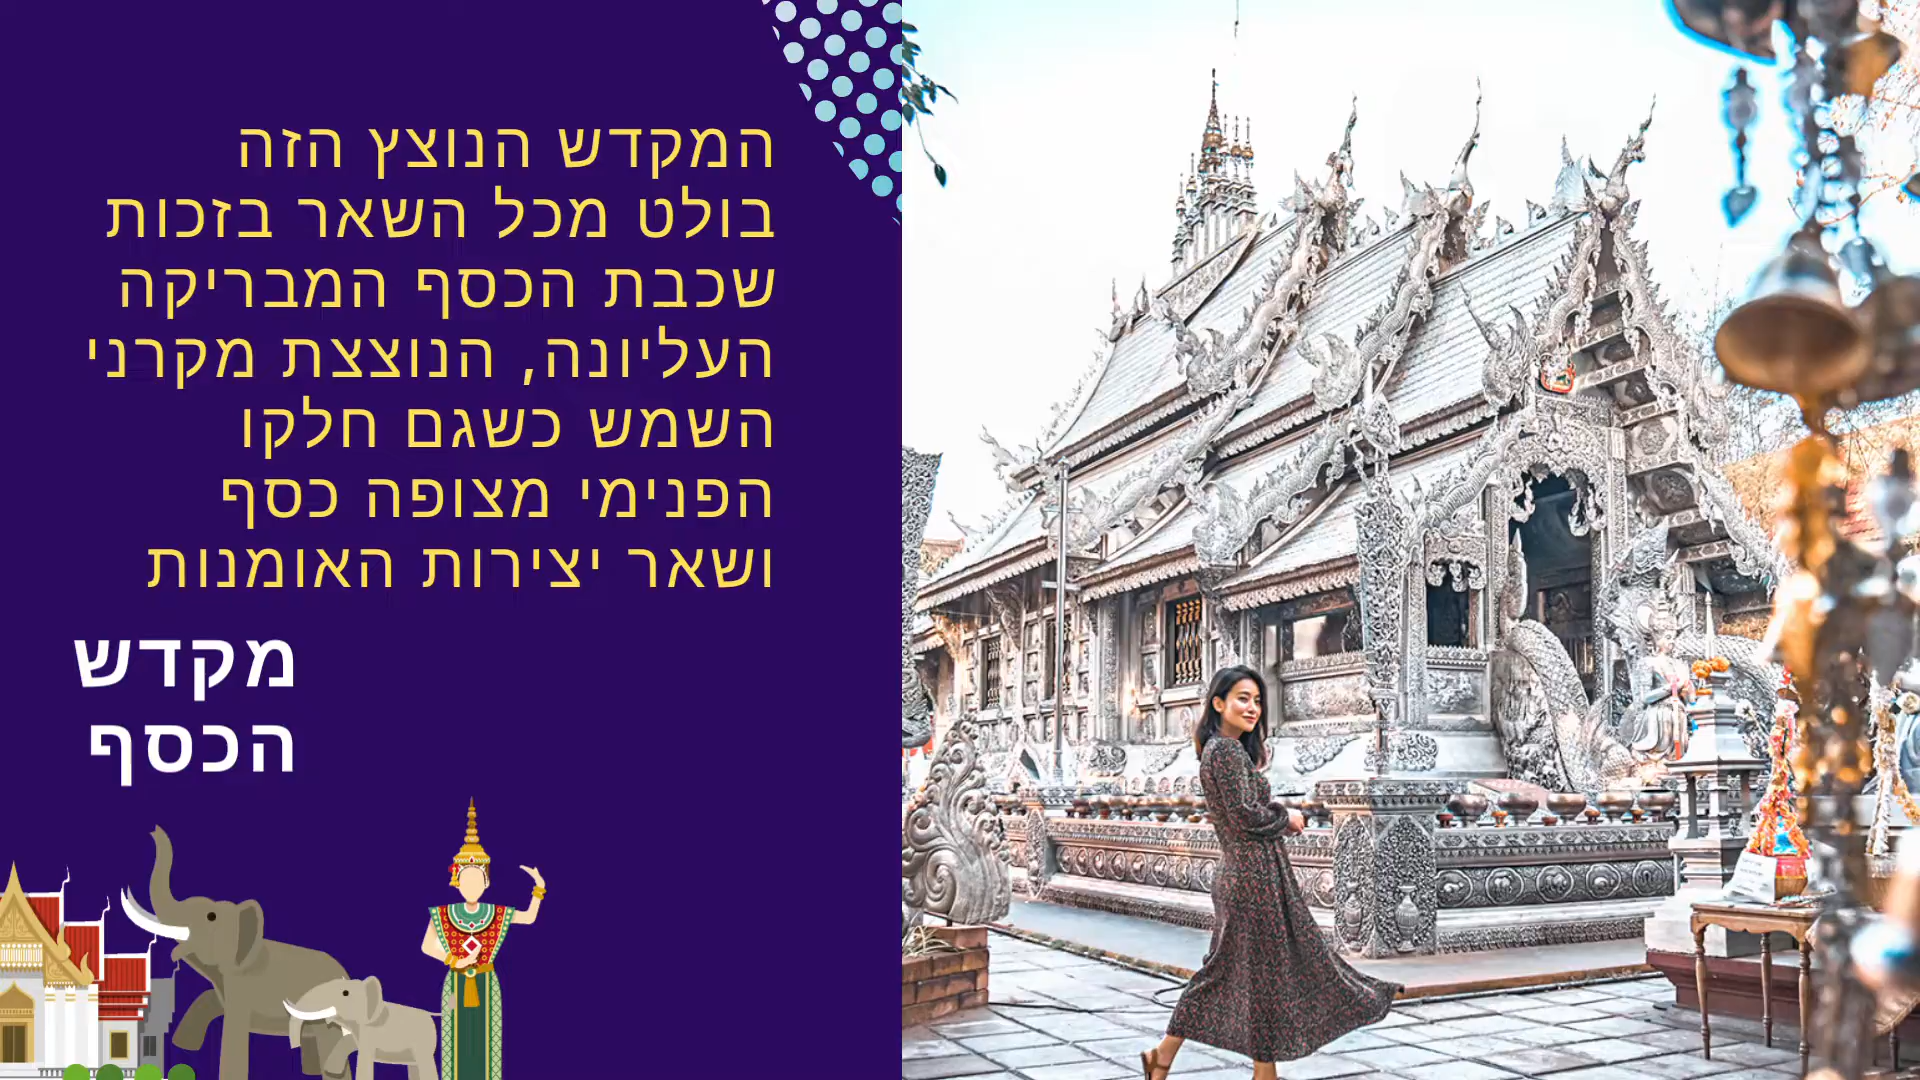 המקדש הנוצץ הזה
בולט מכל השאר בזכות
שכבת הכסף המבריקה
העליונה, הנוצצת מקרני
השמש כשגם חלקו
הפנימי מצופה כסף
ושאר יצירות האומנות
מקדש
הכסף